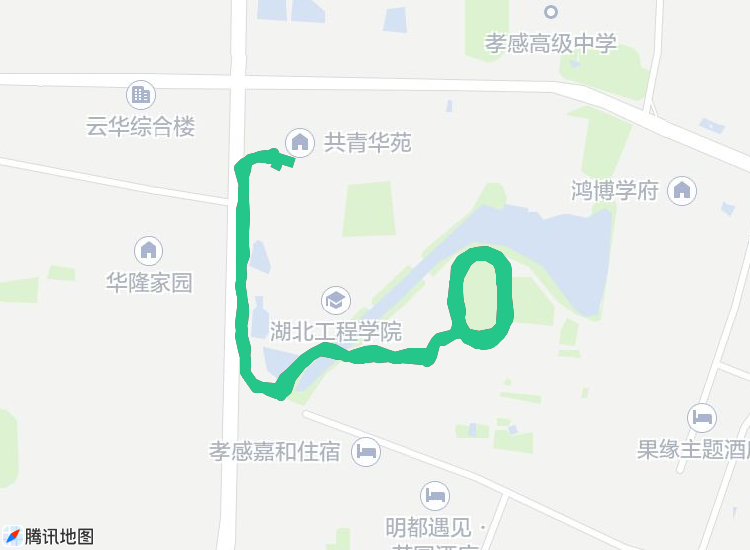 孝感高级中学
云华综合楼
共青华苑
鸿博学府
华隆家园
湖北工程学院
孝感嘉和住宿
果缘主题酒
明都遇见 ·
腾讯地图